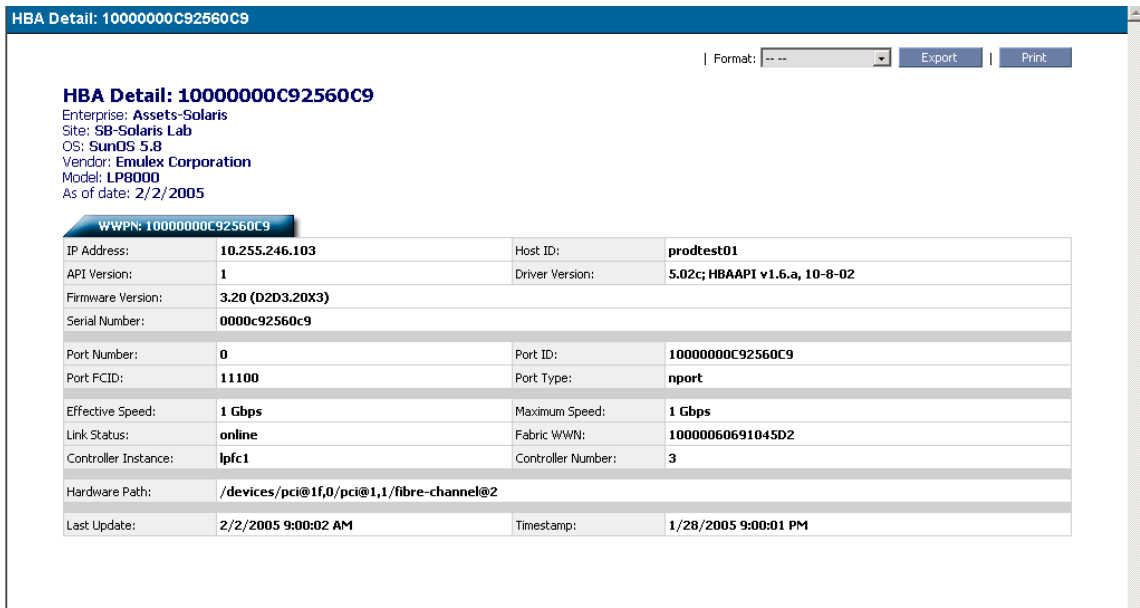 HBA Detail: 10000000C92560C9
| Format: -- -- Export | Print
HBA Detail: 10000000C92560C9
Enterprise: Assets-Solaris
Site: SB-Solaris Lab
OS: SunOS 5.8
Vendor: Emulex Corporation
Model: LP8000
As of date: 2/2/2005
WWPN: 10000000C92560C9
IP Address: 10.255.246.103 Host ID: prodtest01
API Version: 1 Driver Version: 5.02c; HBAAPI v1.6.a, 10-8-02
Firmware Version: 3.20 (D2D3.20X3)
Serial Number: 0000c92560c9
Port Number: 0 Port ID: 10000000C92560C9
Port FCID: 11100 Port Type: nport
Effective Speed: 1 Gbps Maximum Speed: 1 Gbps
Link Status: online Fabric WWN: 10000060691045D2
Controller Instance: lpfc1 Controller Number: 3
Hardware Path: /devices/pci@1f,0/pci@1,1/fibre-channel@2
Last Update: 2/2/2005 9:00:02 AM Timestamp: 1/28/2005 9:00:01 PM